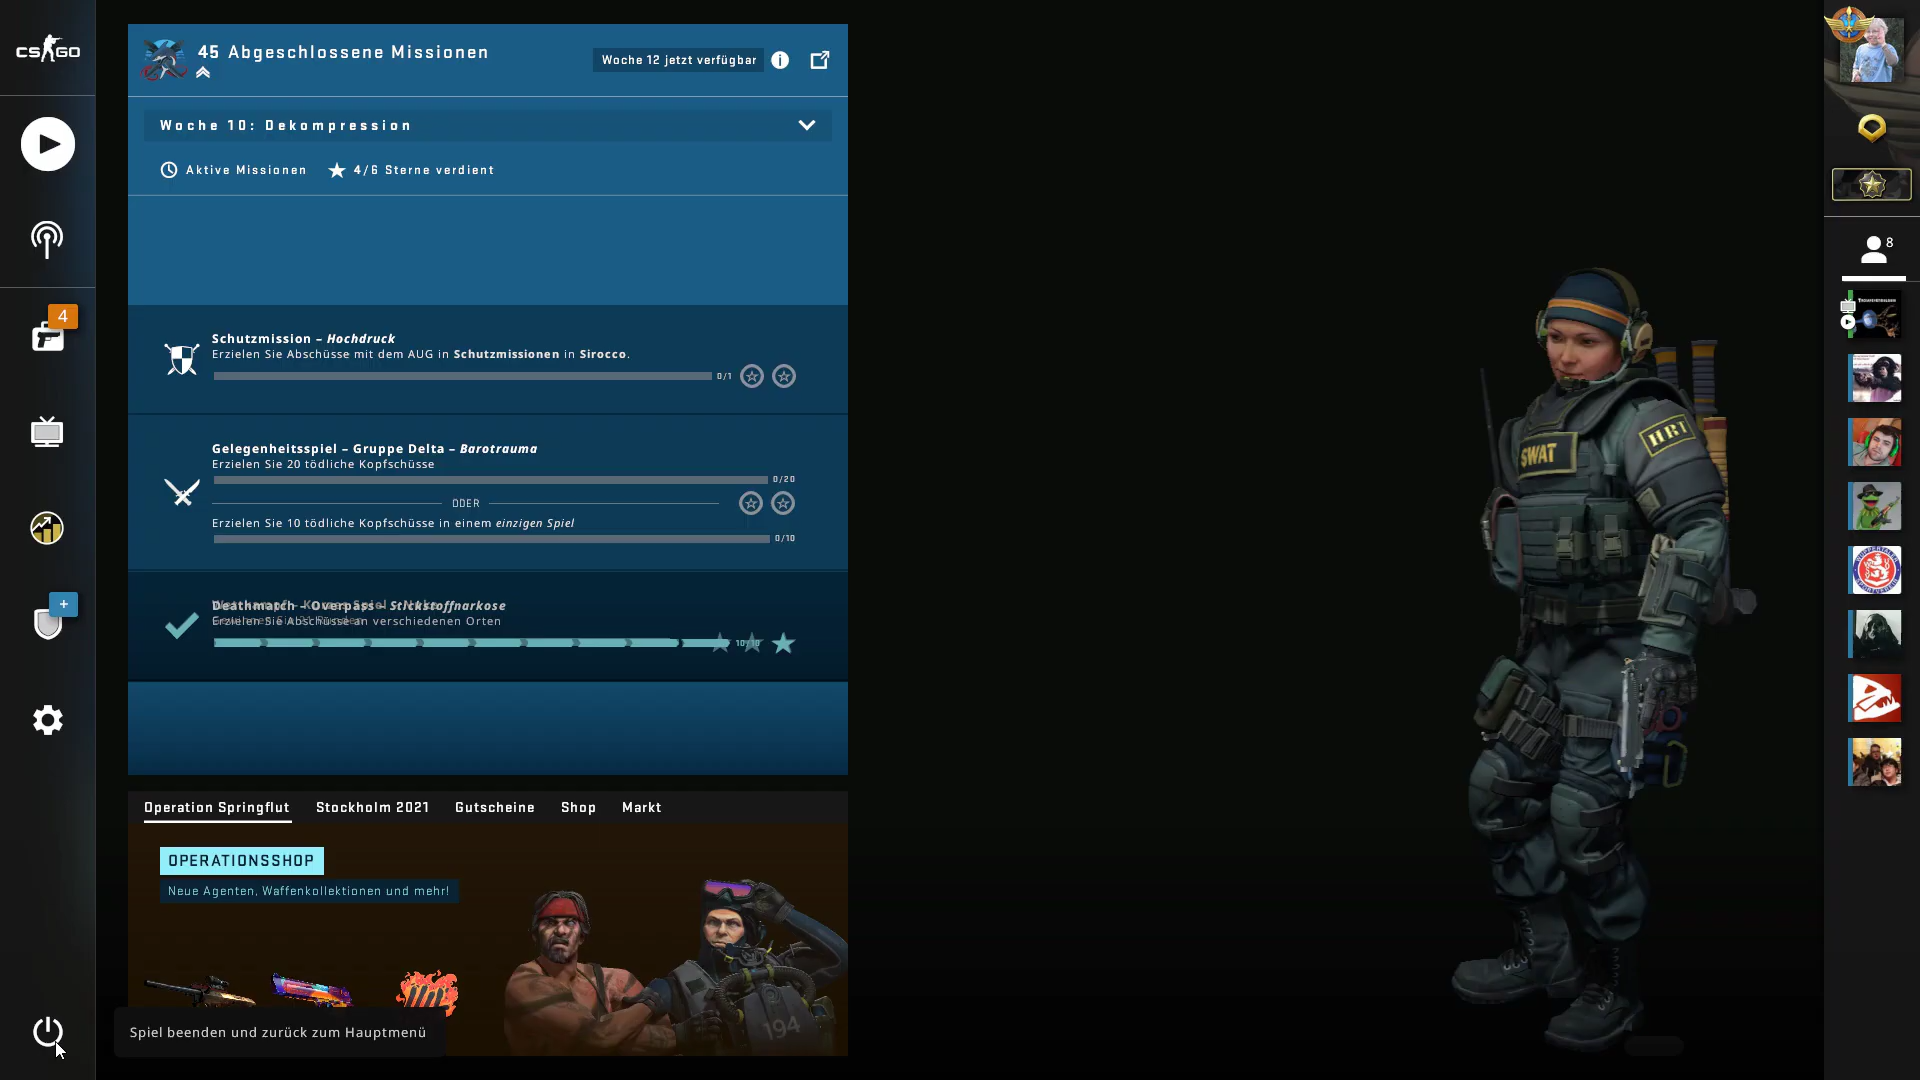 CS GO
45 Abgeschlossene Missionen
Woche 12 jetzt verfügbar
Woche 10: Dekompression
Aktive Missionen
4/6 Sterne verdient
8
4
Schutzmission – Hochdruck
Erzielen Sie Abschüsse mit dem AUG in Schutzmissionen in Sirocco.
0/1
Gelegenheitsspiel – Gruppe Delta – Barotrauma
Erzielen Sie 20 tödliche Kopfschüsse
0/20
ODER
Erzielen Sie 10 tödliche Kopfschüsse in einem einzigen Spiel
0/10
+
Deathmatch – Overpass – Stickstoffnarkose
Erzielen Sie Abschüsse an verschiedenen Orten
SWAT
HRT
Operation Springflut
Stockholm 2021
Gutscheine
Shop
Markt
OPERATIONSSHOP
Neue Agenten, Waffenkollektionen und mehr!
194
Spiel beenden und zurück zum Hauptmenü